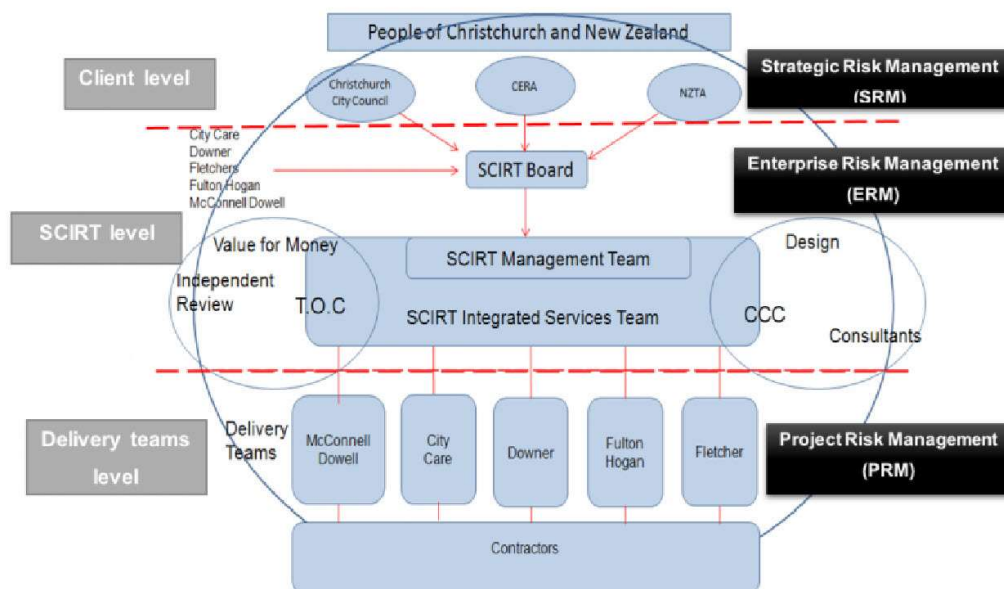 People of Christchurch and New Zealand
Client level
Christchurch
City Council
CERA
NZTA
Strategic Risk Management
(SRM)
City Care
Downer
Fletchers
Fulton Hogan
McConnell Dowell
SCIRT Board
Enterprise Risk Management
(ERM)
SCIRT level
Value for Money
Independent
Review
T.O.C
SCIRT Management Team
SCIRT Integrated Services Team
Design
CCC
Consultants
Delivery teams
level
Delivery
Teams
McConnell
Dowell
City
Care
Downer
Fulton
Hogan
Fletcher
Project Risk Management
(PRM)
Contractors